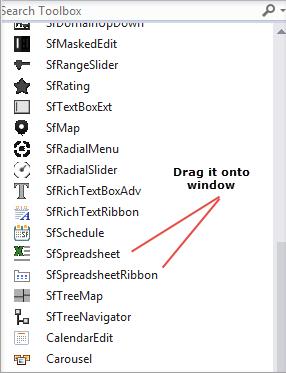 Search Toolbox
SfDomainUpDown
SfMaskedEdit
SfRangeSlider
SfRating
SfTextBoxExt
SfMap
SfRadialMenu
SfRadialSlider
SfRichTextBoxAdv
SfRichTextRibbon
SfSchedule
SfSpreadsheet
SfSpreadsheetRibbon
SfTreeMap
SfTreeNavigator
CalendarEdit
Carousel
Drag it onto
window